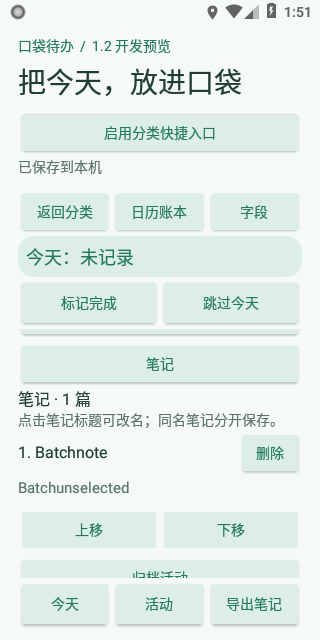 1:51
口袋待办 / 1.2 开发预览
把今天，放进口袋
启用分类快捷入口
已保存到本机
返回分类 日历账本 字段
今天：未记录
标记完成 跳过今天
笔记
笔记 · 1 篇
点击笔记标题可改名；同名笔记分开保存。
1. Batchnote 删除
Batchunselected
上移 下移
归档活动
今天 活动 导出笔记